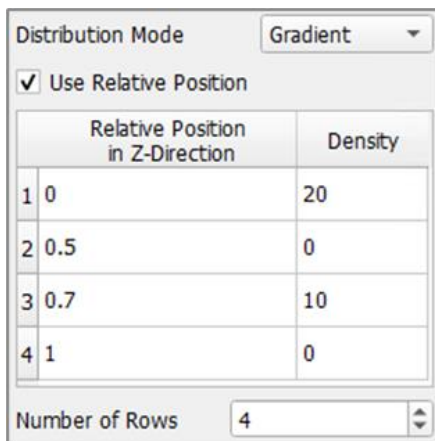 Distribution Mode Gradient
Use Relative Position
Relative Position
in Z-Direction Density
1 0 20
2 0.5 0
3 0.7 10
4 1 0
Number of Rows 4